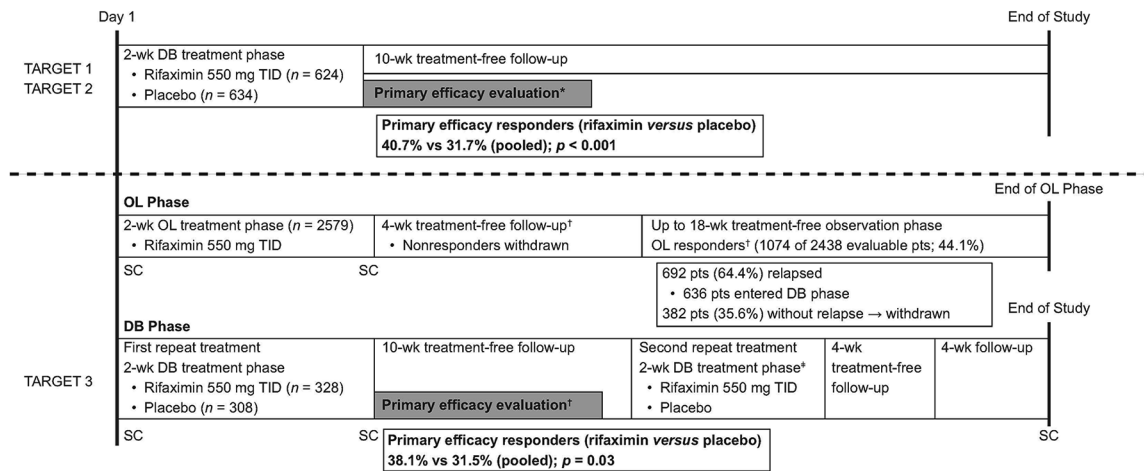 Day 1
End of Study
TARGET 1
TARGET 2
2-wk DB treatment phase
• Rifaximin 550 mg TID (n = 624)
• Placebo (n = 634)
10-wk treatment-free follow-up
Primary efficacy evaluation*
Primary efficacy responders (rifaximin versus placebo)
40.7% vs 31.7% (pooled); p < 0.001
End of OL Phase
OL Phase
2-wk OL treatment phase (n = 2579)
• Rifaximin 550 mg TID
4-wk treatment-free follow-up†
• Nonresponders withdrawn
Up to 18-wk treatment-free observation phase
OL responders† (1074 of 2438 evaluable pts; 44.1%)
SC
SC
692 pts (64.4%) relapsed
• 636 pts entered DB phase
382 pts (35.6%) without relapse → withdrawn
End of Study
DB Phase
TARGET 3
First repeat treatment
2-wk DB treatment phase
• Rifaximin 550 mg TID (n = 328)
• Placebo (n = 308)
10-wk treatment-free follow-up
Primary efficacy evaluation†
Second repeat treatment
2-wk DB treatment phase‡
• Rifaximin 550 mg TID
• Placebo
4-wk
treatment-free
follow-up
4-wk follow-up
SC
SC
SC
Primary efficacy responders (rifaximin versus placebo)
38.1% vs 31.5% (pooled); p = 0.03